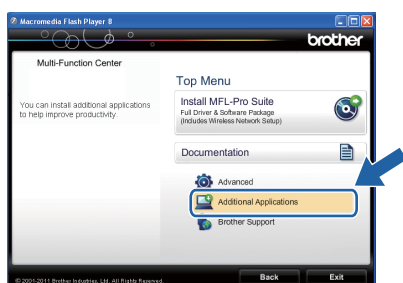 Macromedia Flash Player 8
brother
Multi-Function Center
You can install additional applications
to help improve productivity.
Top Menu
Install MFL-Pro Suite
Full Driver & Software Package
(Includes Wireless Network Setup)
Documentation
Advanced
Additional Applications
Brother Support
© 2001-2011 Brother Industries, Ltd. All Rights Reserved.
Back
Exit